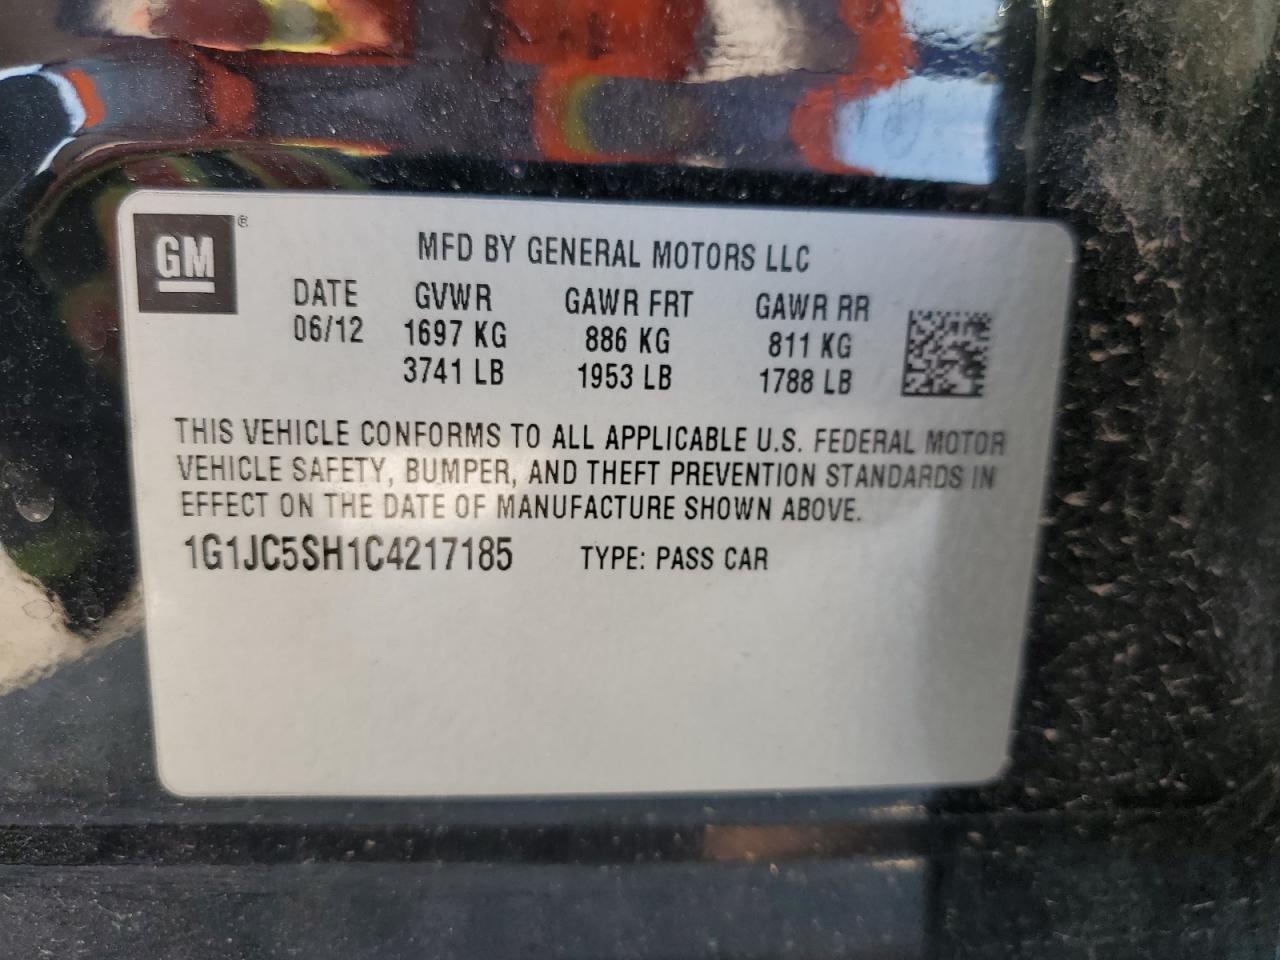 GM ®
MFD BY GENERAL MOTORS LLC
DATE GVWR GAWR FRT GAWR RR
06/12 1697 KG 886 KG 811 KG
3741 LB 1953 LB 1788 LB
THIS VEHICLE CONFORMS TO ALL APPLICABLE U.S. FEDERAL MOTOR
VEHICLE SAFETY, BUMPER, AND THEFT PREVENTION STANDARDS IN
EFFECT ON THE DATE OF MANUFACTURE SHOWN ABOVE.
1G1JC5SH1C4217185 TYPE: PASS CAR